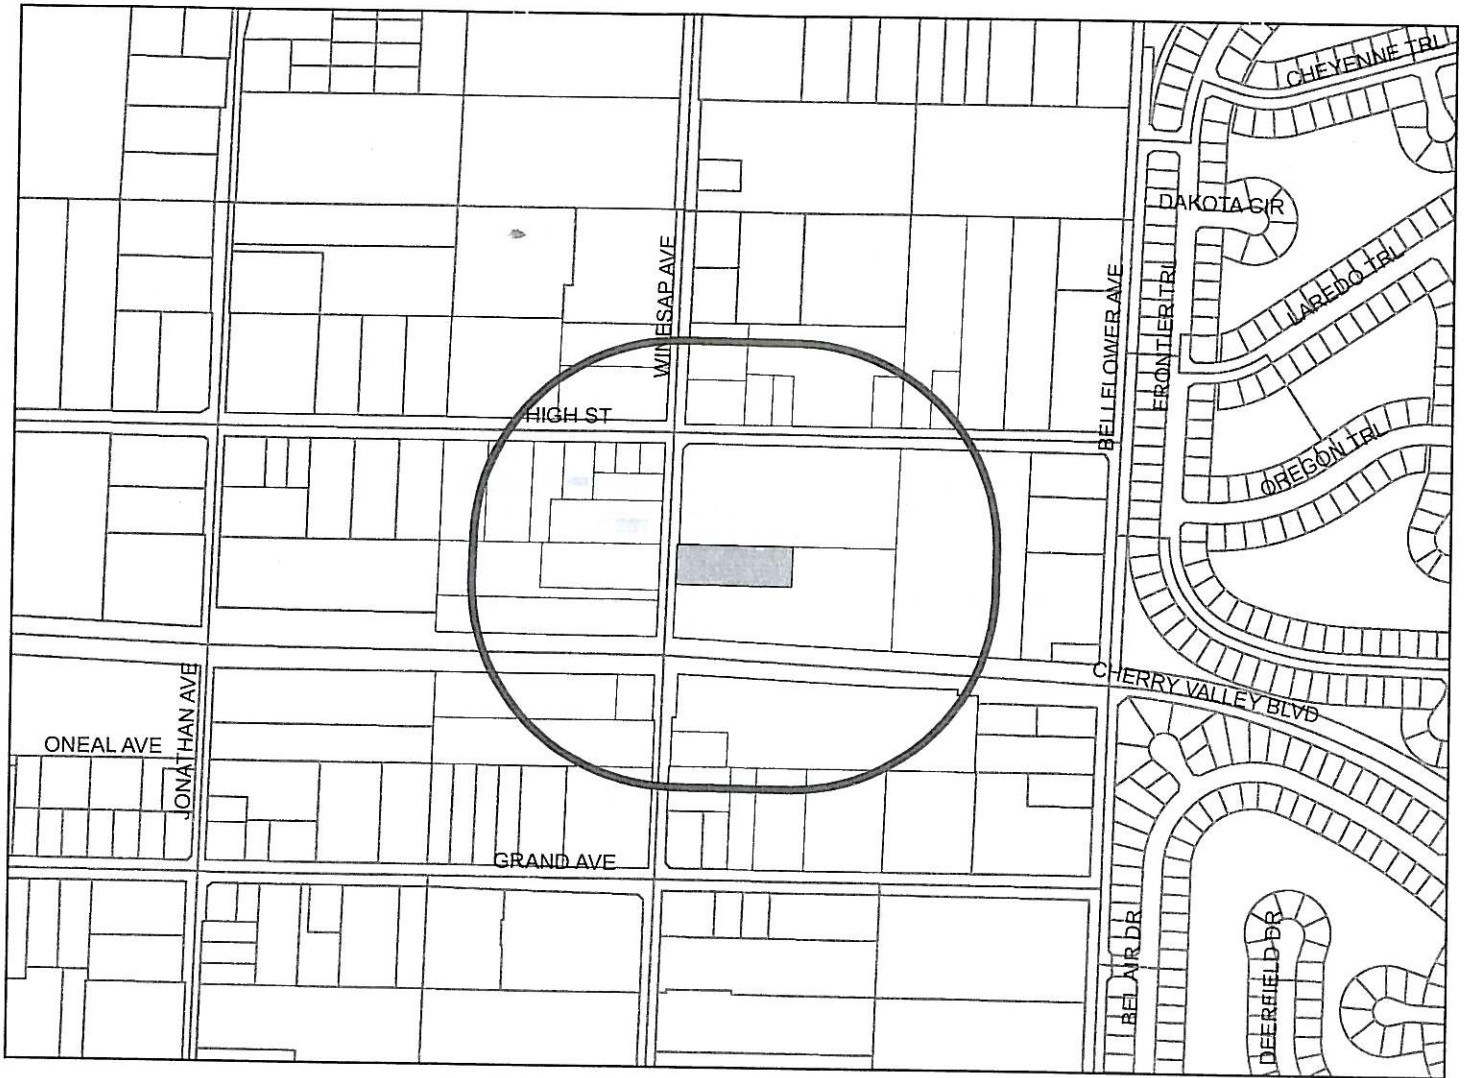 CHEYENNE TRL
DAKOTA CIR
WINESAP AVE
BELLFLOWER AVE
FRONTIER TRL
LAREDO TRL
HIGH ST
OREGON TRL
CHERRY VALLEY BLVD
JONATHAN AVE
ONEAL AVE
GRAND AVE
BEL AIR DR
DEERFIELD DR